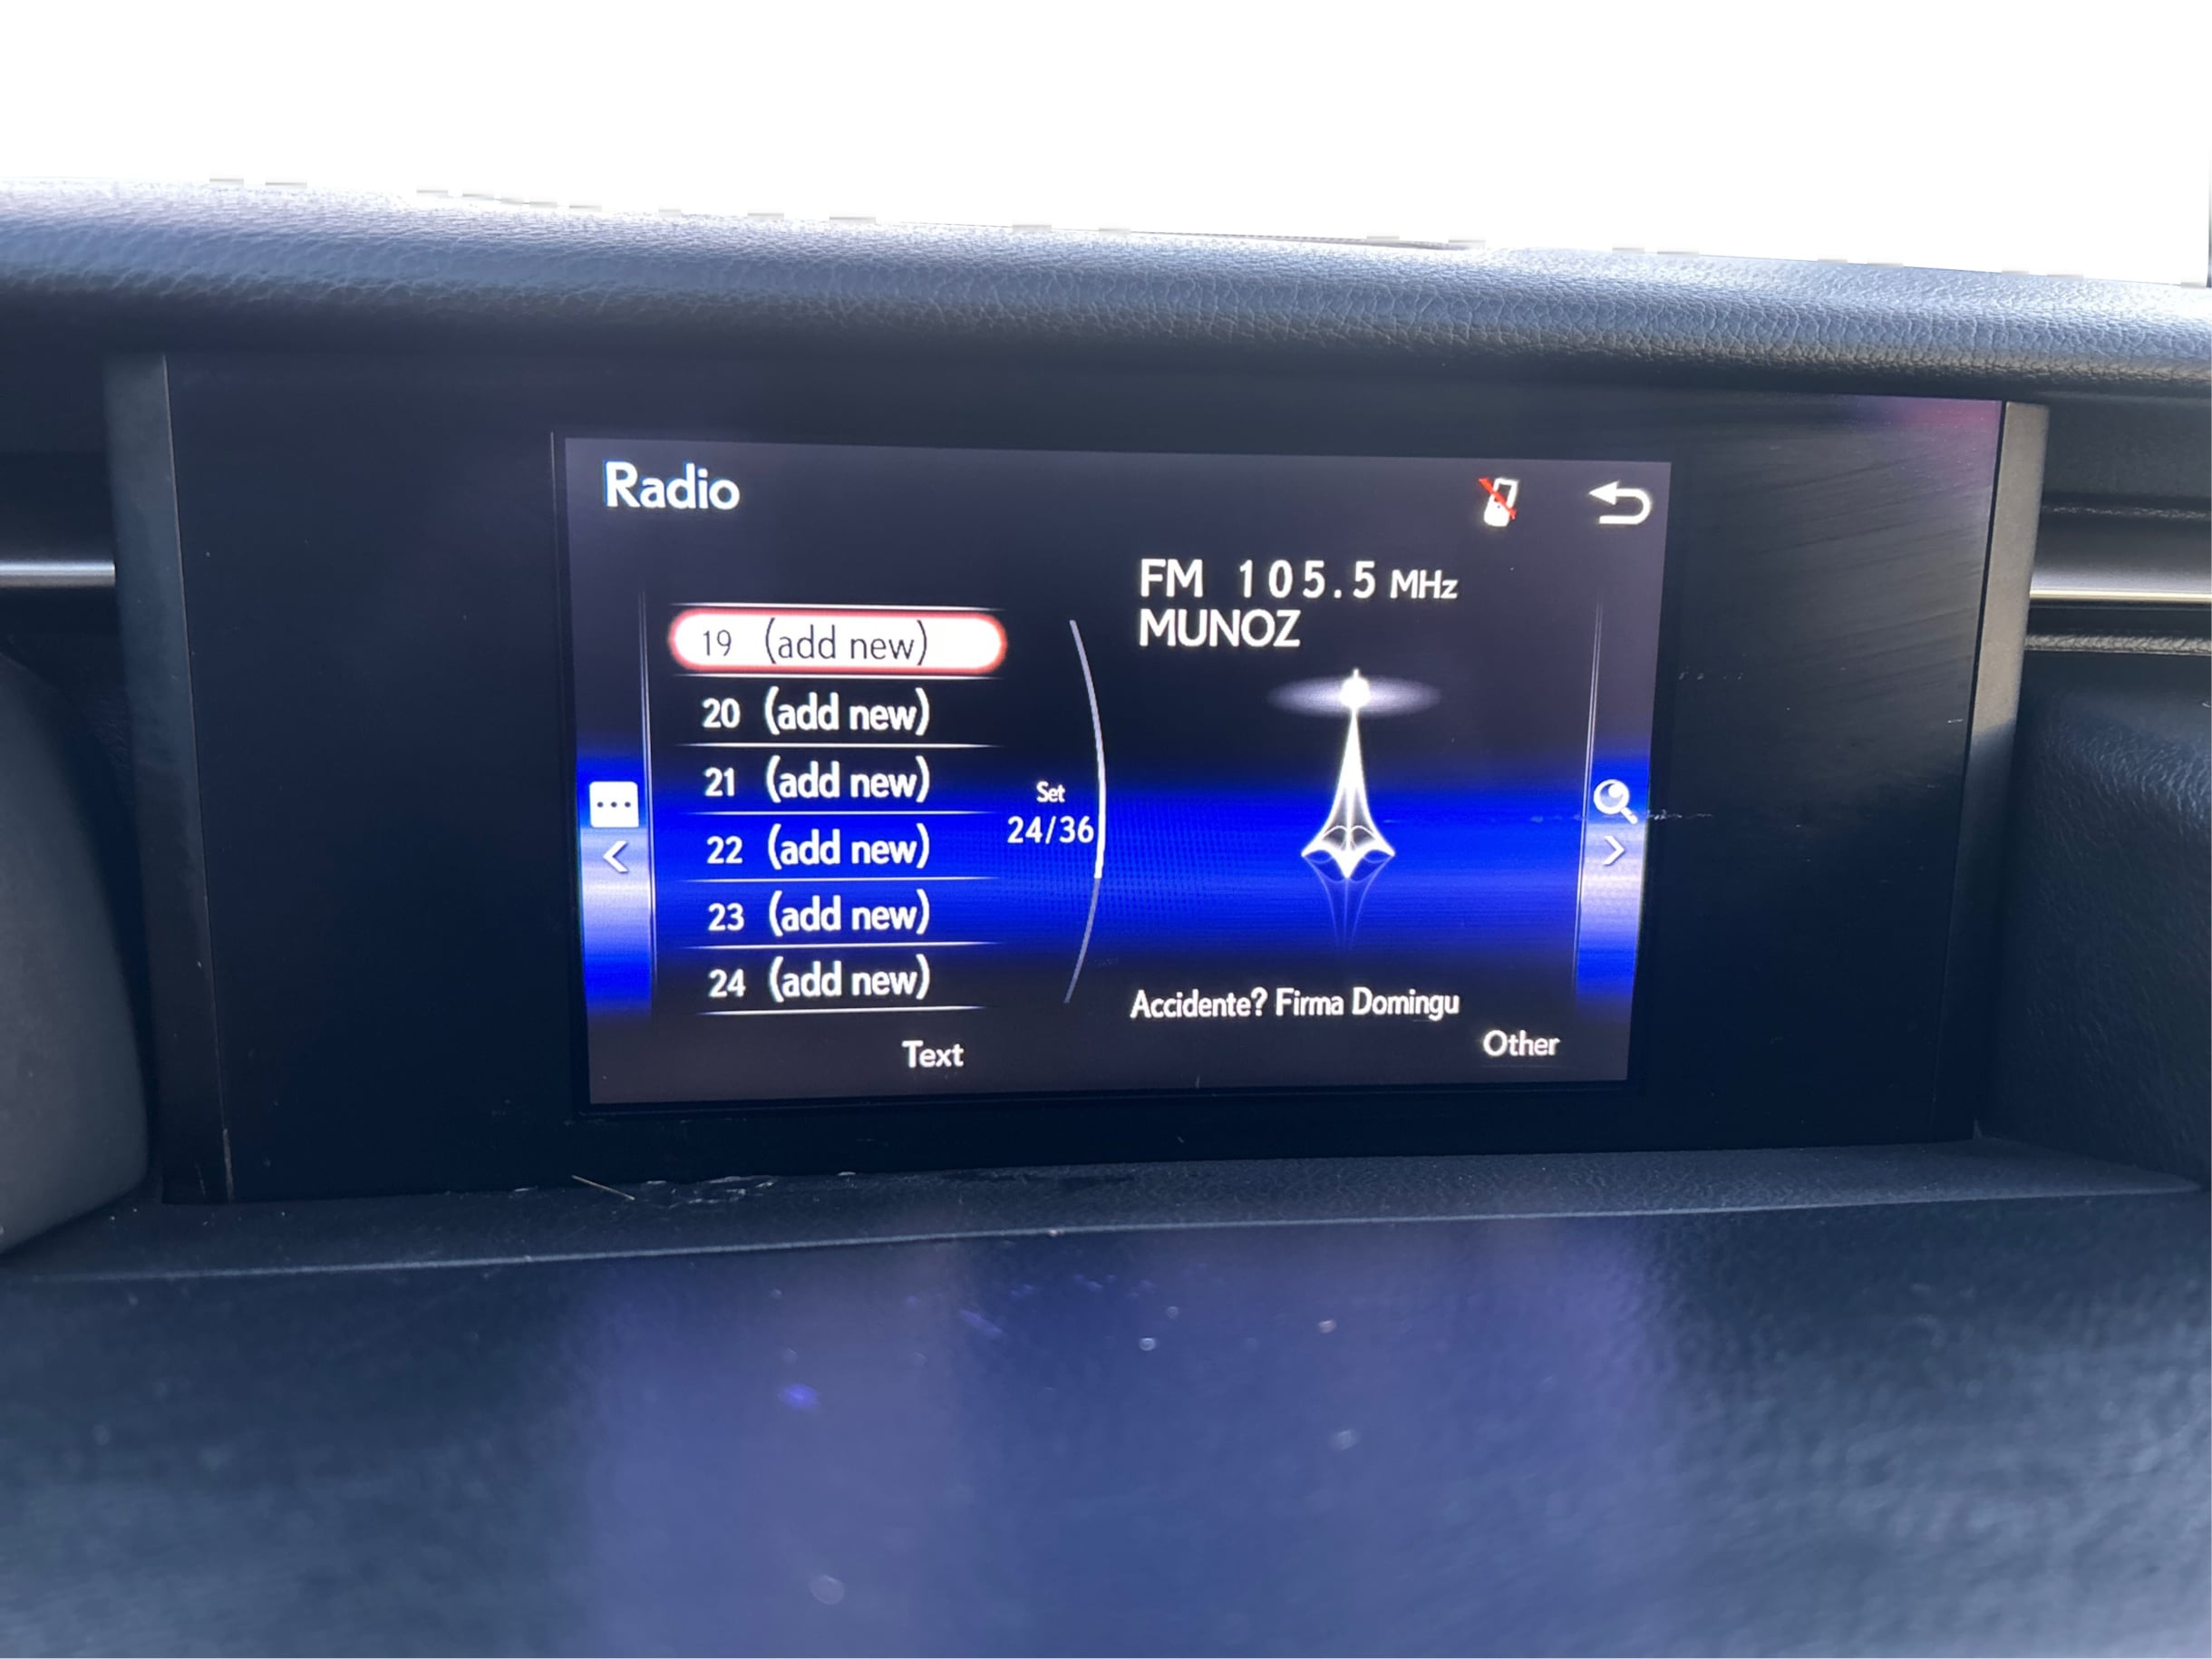 Radio
FM 105.5 MHz
MUNOZ
19 (add new)
20 (add new)
21 (add new)
22 (add new)
23 (add new)
24 (add new)
Set
24/36
Accidente? Firma Domingu
Text
Other